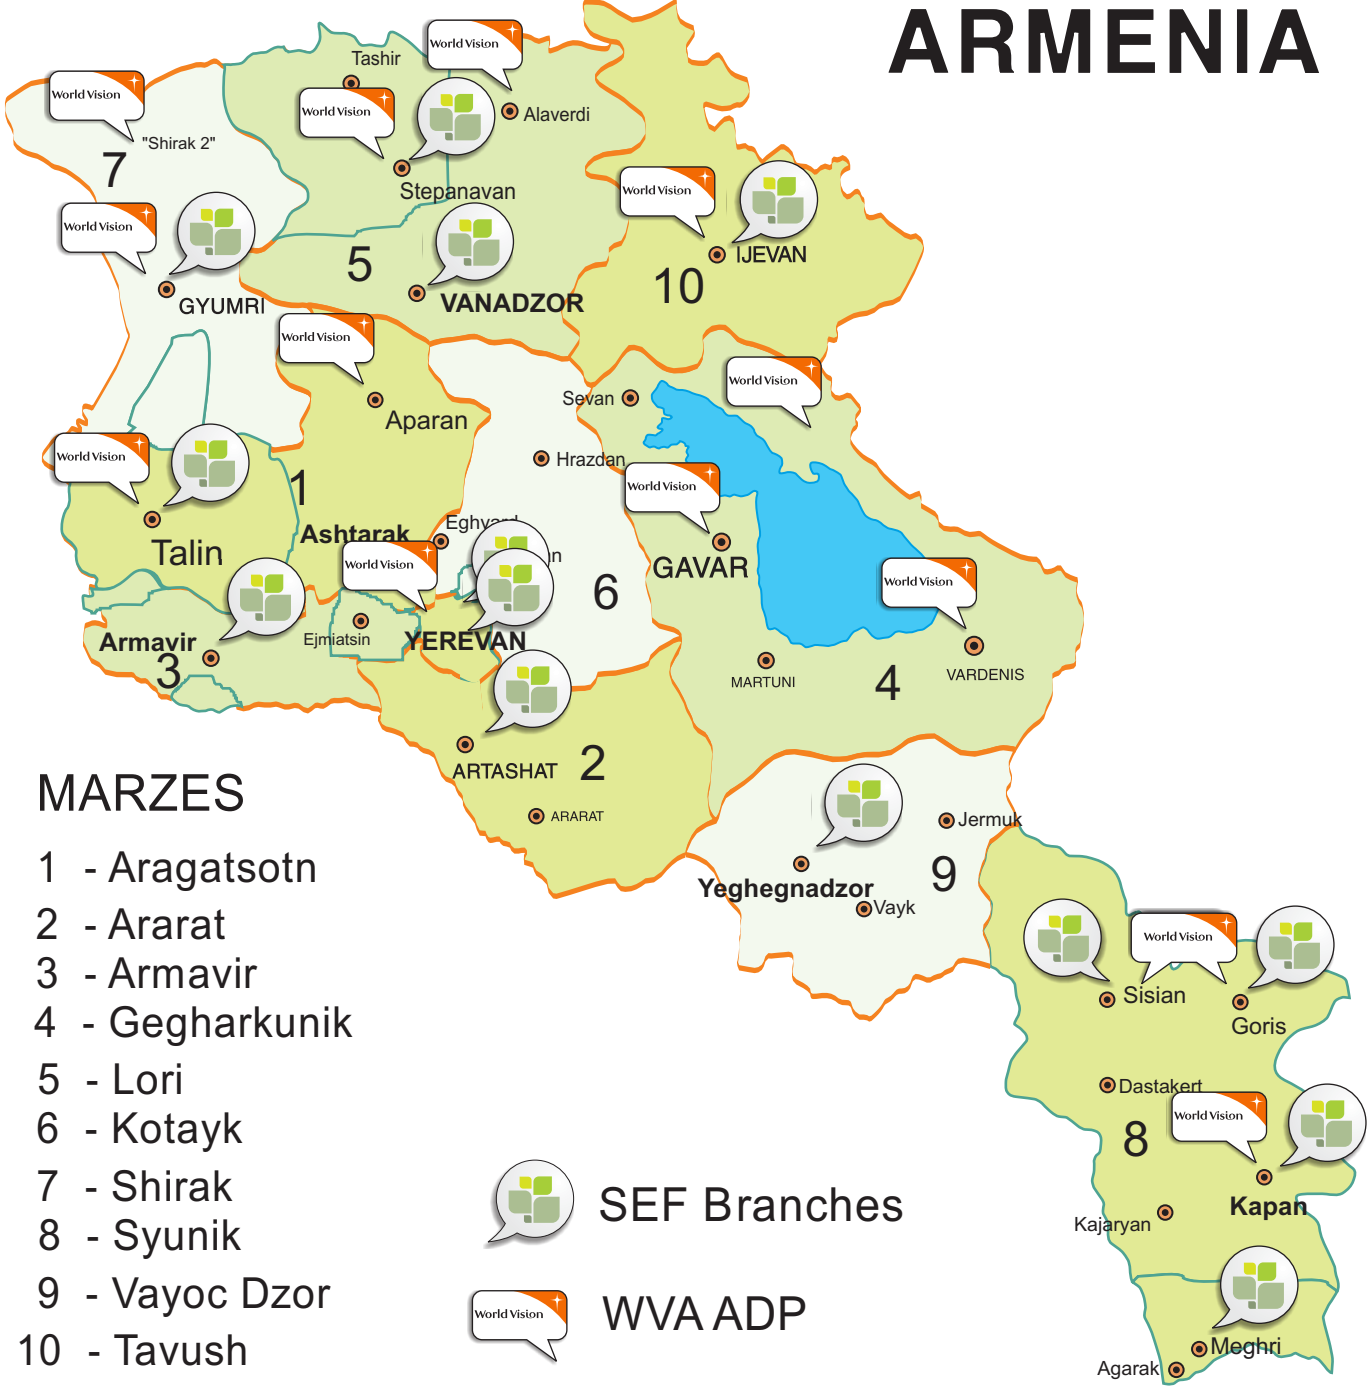 ARMENIA
World Vision
Tashir
World Vision
World Vision
Alaverdi
"Shirak 2"
7
Stepanavan
World Vision
World Vision
5
IJEVAN
10
GYUMRI
VANADZOR
World Vision
World Vision
Aparan
Sevan
World Vision
Hrazdan
World Vision
1
Ashtarak
Eghvard
Talin
World Vision
GAVAR
World Vision
6
Ejmiatsin
YEREVAN
Armavir
3
MARTUNI
4
VARDENIS
ARTASHAT
2
ARARAT
Jermuk
9
Yeghegnadzor
Vayk
World Vision
Sisian
Goris
Dastakert
World Vision
8
Kapan
Kajaryan
Meghri
Agarak
MARZES
1 - Aragatsotn
2 - Ararat
3 - Armavir
4 - Gegharkunik
5 - Lori
6 - Kotayk
7 - Shirak
8 - Syunik
9 - Vayoc Dzor
10 - Tavush
SEF Branches
World Vision
WVA ADP